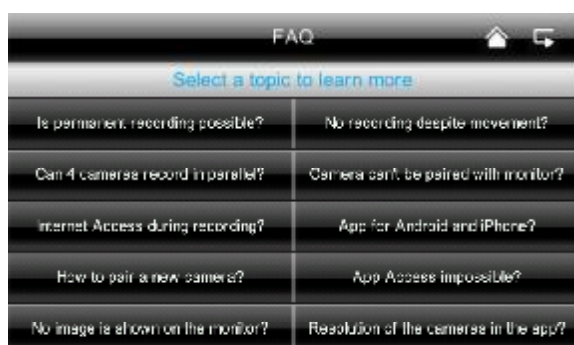 FAQ
Select a topic to learn more
Is permanent recording possible?
No recording despite movement?
Can 4 cameras record in parallel?
Camera can't be paired with monitor?
Internet Access during recording?
App for Android and iPhone?
How to pair a new camera?
App Access impossible?
No image is shown on the monitor?
Resolution of the cameras in the app?